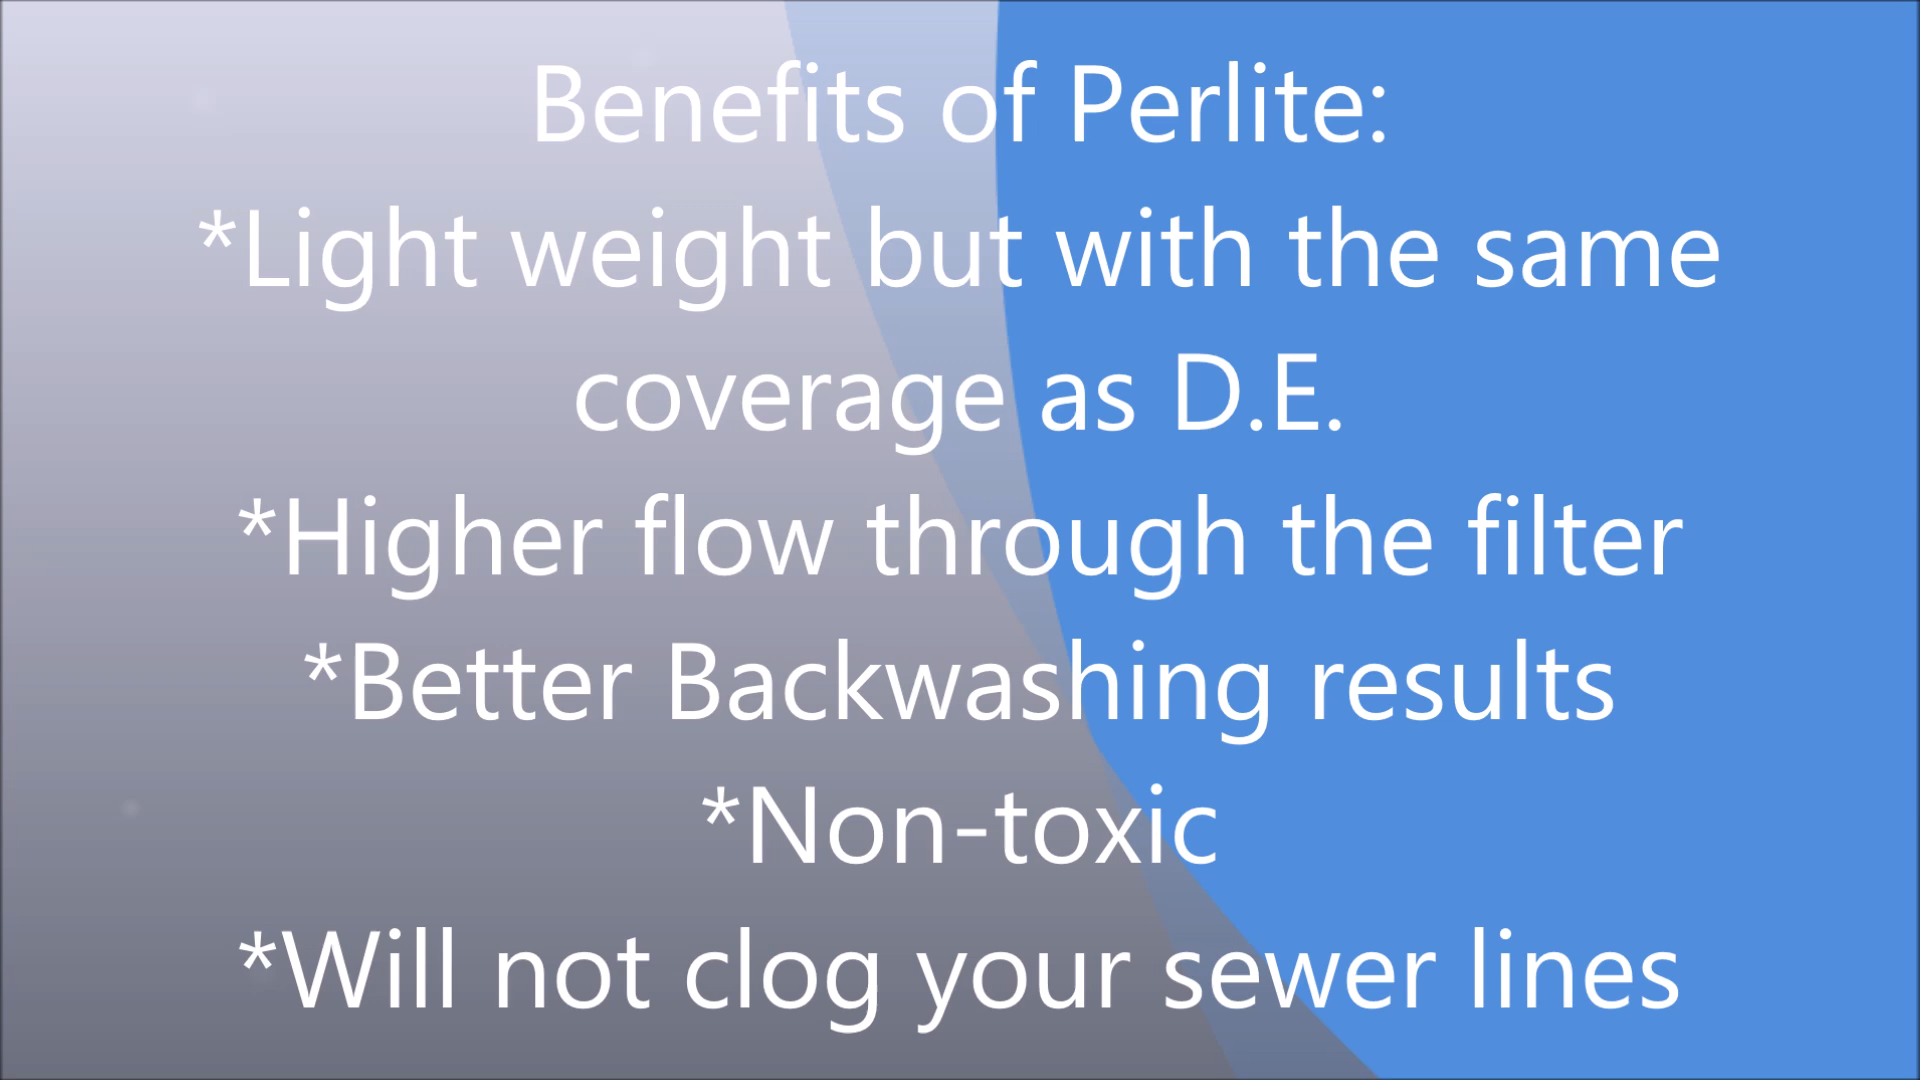 Benefits of Perlite:
*Light weight but with the same
coverage as D.E.
*Higher flow through the filter
*Better Backwashing results
*Non-toxic
*Will not clog your sewer lines